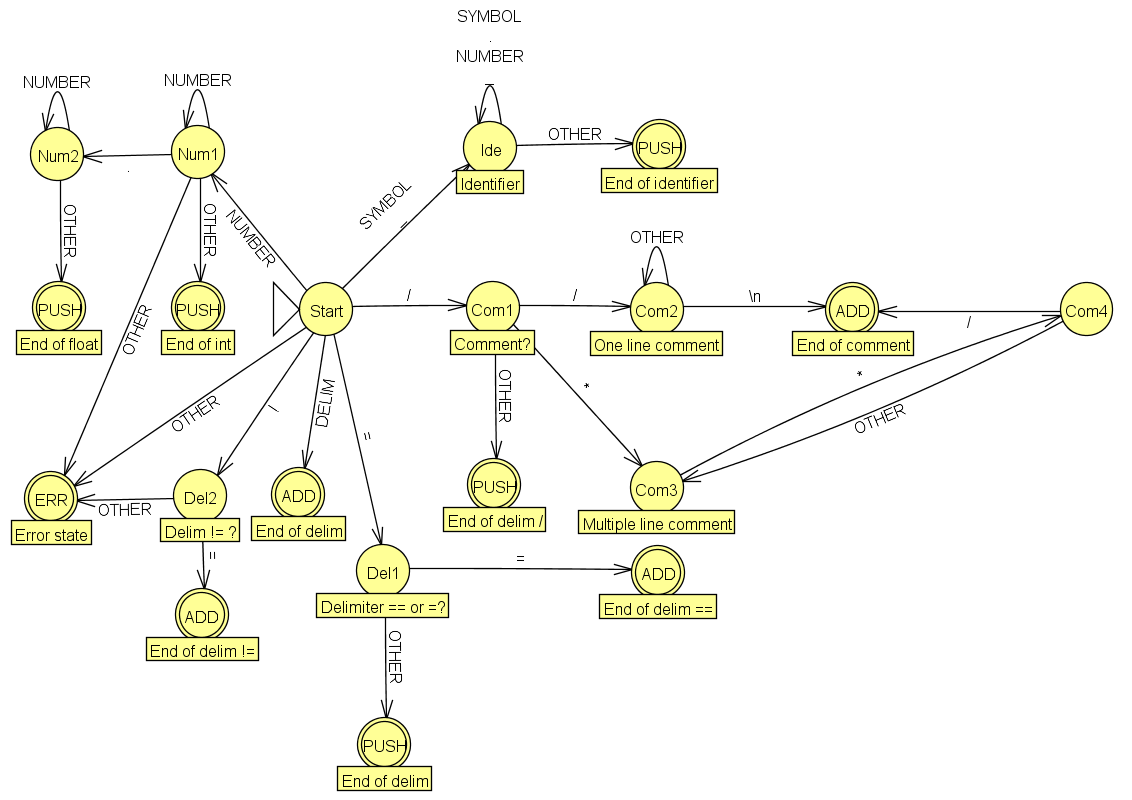 SYMBOL
.
NUMBER
_
NUMBER
NUMBER
Num2
Num1
.
Ide
Identifier
OTHER
PUSH
End of identifier
SYMBOL
_
NUMBER
OTHER
OTHER
OTHER
PUSH
End of float
PUSH
End of int
Start
/
Com1
Comment?
/
OTHER
Com2
One line comment
\n
ADD
End of comment
/
Com4
*
*
OTHER
OTHER
OTHER
DELIM
=
ERR
Error state
OTHER
Del2
Delim != ?
=
ADD
End of delim !=
ADD
End of delim
PUSH
End of delim /
Com3
Multiple line comment
Del1
Delimiter == or =?
=
ADD
End of delim ==
OTHER
PUSH
End of delim